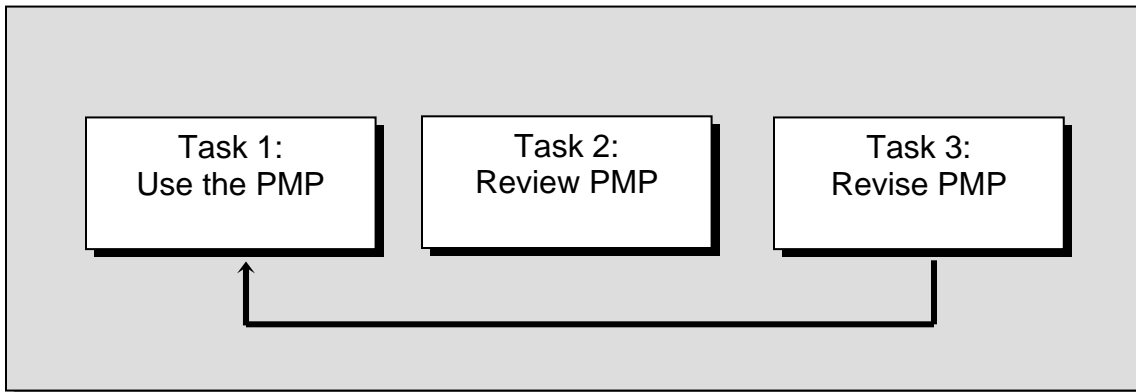 Task 1:
Use the PMP
Task 2:
Review PMP
Task 3:
Revise PMP